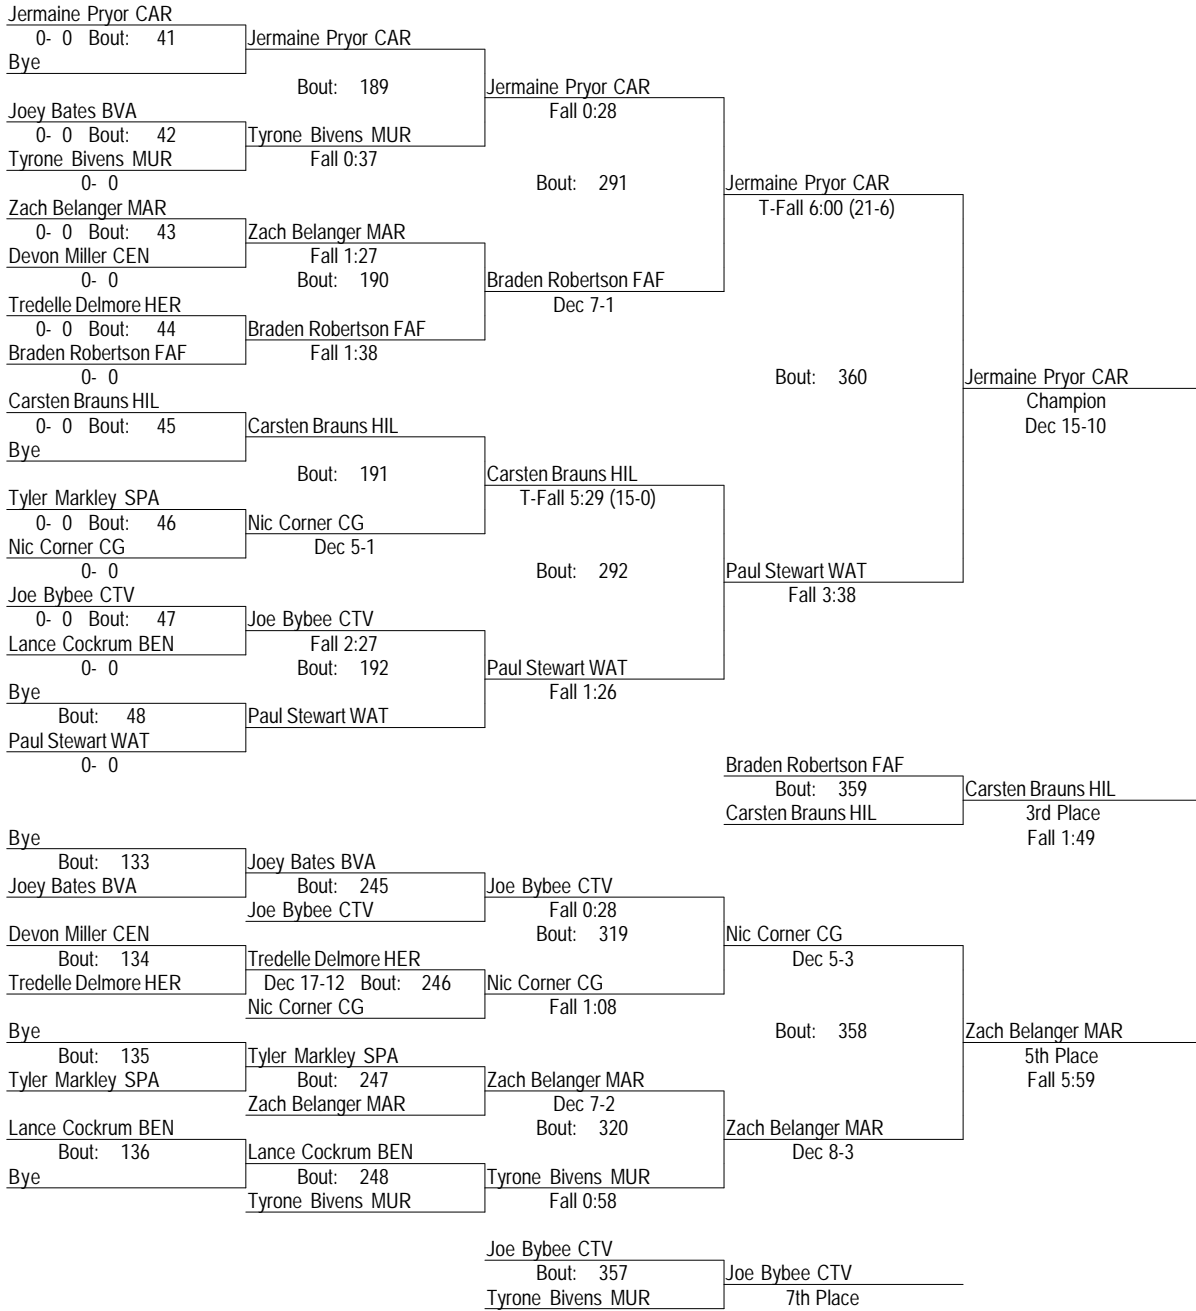 Jermaine Pryor CAR
0- 0 Bout: 41
Bye
Jermaine Pryor CAR
Bout: 189
Joey Bates BVA
0- 0 Bout: 42
Tyrone Bivens MUR
0- 0
Tyrone Bivens MUR
Fall 0:37
Jermaine Pryor CAR
Fall 0:28
Bout: 291
Zach Belanger MAR
0- 0 Bout: 43
Devon Miller CEN
0- 0
Zach Belanger MAR
Fall 1:27
Bout: 190
Tredelle Delmore HER
0- 0 Bout: 44
Braden Robertson FAF
0- 0
Braden Robertson FAF
Fall 1:38
Braden Robertson FAF
Dec 7-1
Jermaine Pryor CAR
T-Fall 6:00 (21-6)
Bout: 360
Carsten Brauns HIL
0- 0 Bout: 45
Bye
Carsten Brauns HIL
Bout: 191
Tyler Markley SPA
0- 0 Bout: 46
Nic Corner CG
0- 0
Nic Corner CG
Dec 5-1
Carsten Brauns HIL
T-Fall 5:29 (15-0)
Bout: 292
Joe Bybee CTV
0- 0 Bout: 47
Lance Cockrum BEN
0- 0
Joe Bybee CTV
Fall 2:27
Bout: 192
Bye
Bout: 48
Paul Stewart WAT
0- 0
Paul Stewart WAT
Paul Stewart WAT
Fall 1:26
Paul Stewart WAT
Fall 3:38
Jermaine Pryor CAR
Champion
Dec 15-10
Braden Robertson FAF
Bout: 359
Carsten Brauns HIL
Carsten Brauns HIL
3rd Place
Fall 1:49
Bye
Bout: 133
Joey Bates BVA
Joey Bates BVA
Bout: 245
Joe Bybee CTV
Joe Bybee CTV
Fall 0:28
Bout: 319
Devon Miller CEN
Bout: 134
Tredelle Delmore HER
Tredelle Delmore HER
Dec 17-12 Bout: 246
Nic Corner CG
Nic Corner CG
Fall 1:08
Nic Corner CG
Dec 5-3
Bout: 358
Bye
Bout: 135
Tyler Markley SPA
Tyler Markley SPA
Bout: 247
Zach Belanger MAR
Zach Belanger MAR
Dec 7-2
Bout: 320
Lance Cockrum BEN
Bout: 136
Bye
Lance Cockrum BEN
Bout: 248
Tyrone Bivens MUR
Tyrone Bivens MUR
Fall 0:58
Zach Belanger MAR
Dec 8-3
Zach Belanger MAR
5th Place
Fall 5:59
Joe Bybee CTV
Bout: 357
Tyrone Bivens MUR
Joe Bybee CTV
7th Place